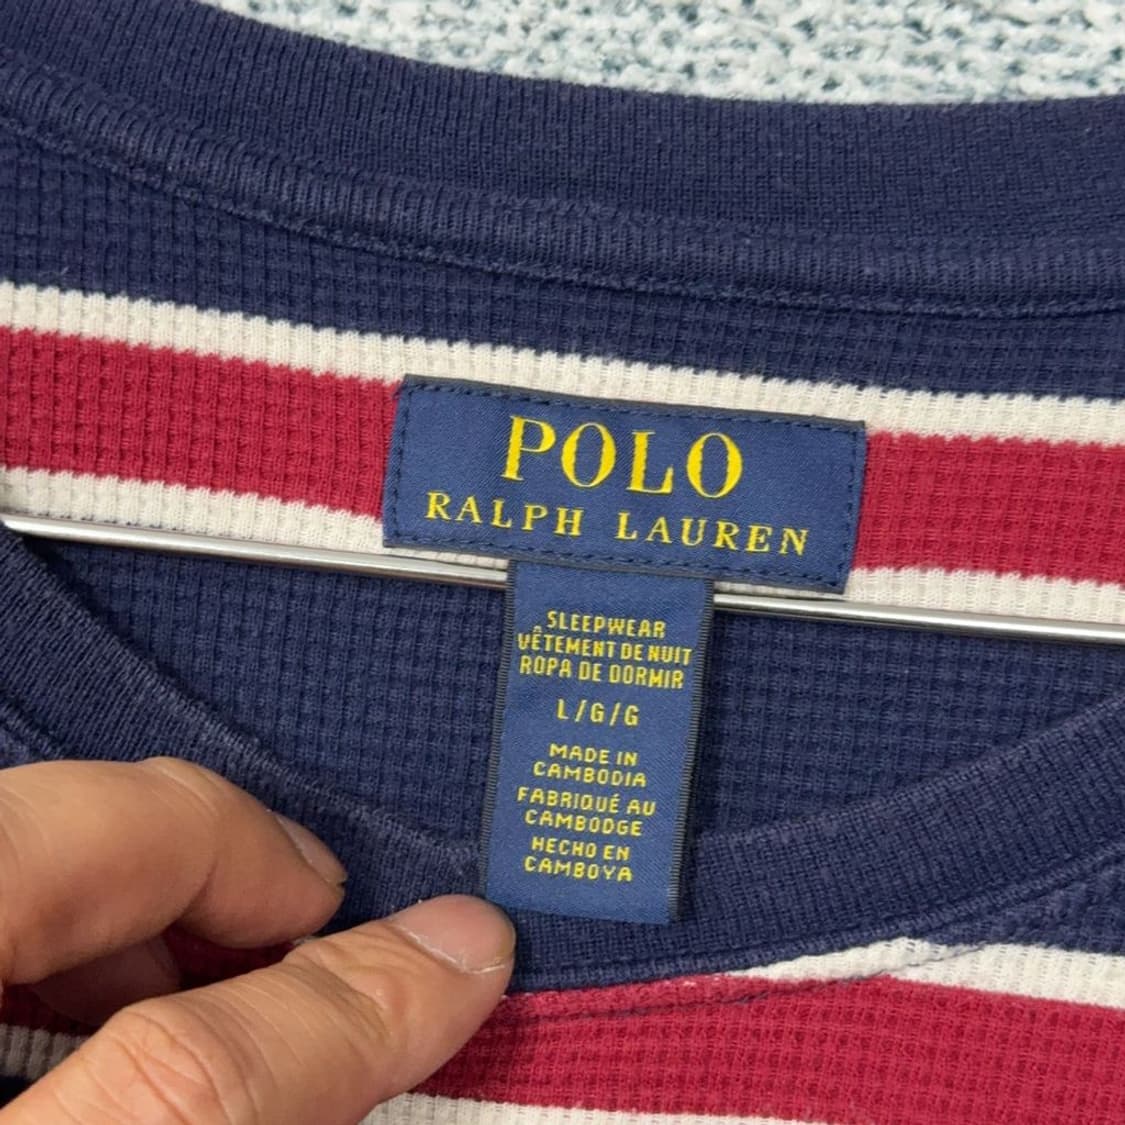 POLO
RALPH LAUREN
SLEEPWEAR
VÊTEMENT DE NUIT
ROPA DE DORMIR
L/G/G
MADE IN
CAMBODIA
FABRIQUÉ AU
CAMBODGE
HECHO EN
CAMBOYA